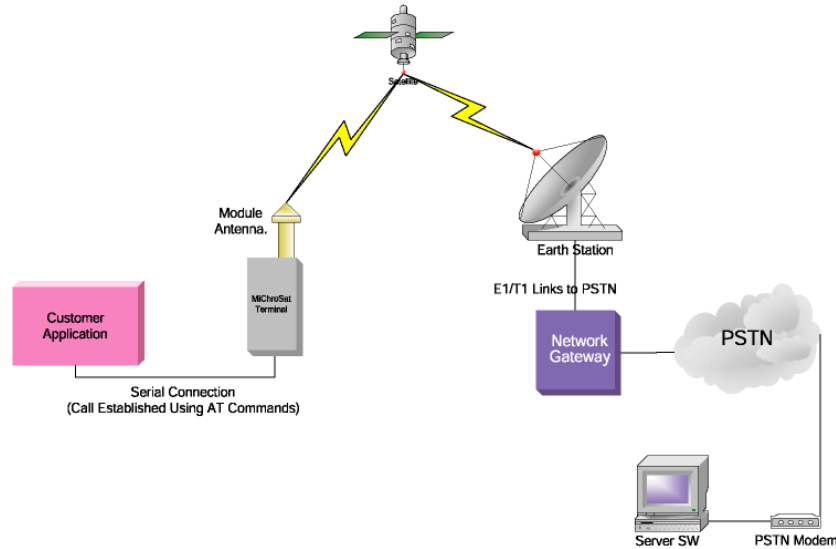 Satellite
Module
Antenna.
Earth Station
MiChroSat
Terminal
E1/T1 Links to PSTN
Customer
Application
Network
Gateway
PSTN
Serial Connection
(Call Established Using AT Commands)
Server SW
PSTN Modem